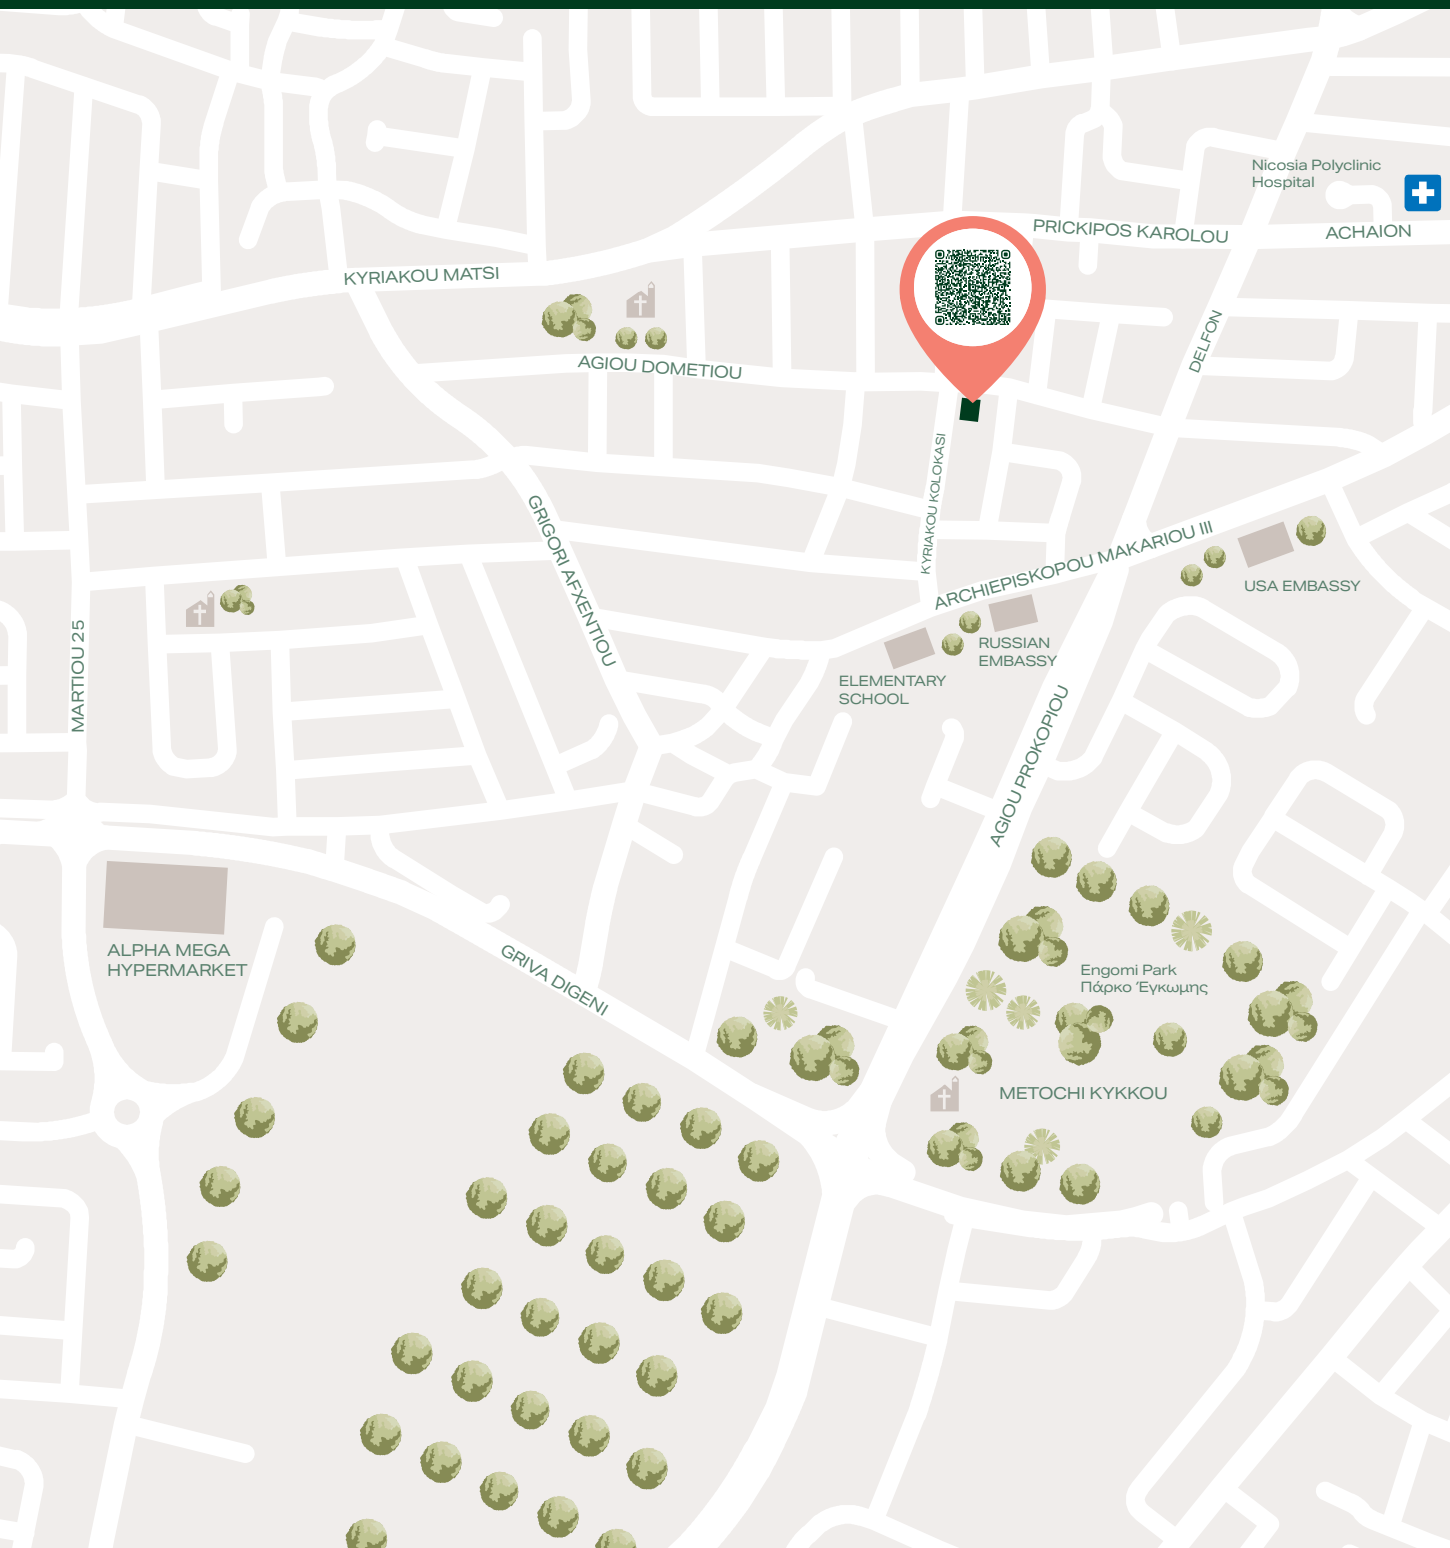 Nicosia Polyclinic
Hospital
PRICKIPOS KAROLOU
ACHAION
KYRIAKOU MATSI
DELFON
AGIOU DOMETIOU
KYRIAKOU KOLOKASI
GRIGORI AFXENTIOU
ARCHIEPISKOPOU MAKARIOU III
USA EMBASSY
MARTIOU 25
RUSSIAN
EMBASSY
ELEMENTARY
SCHOOL
AGIOU PROKOPIOU
ALPHA MEGA
HYPERMARKET
GRIVA DIGENI
Engomi Park
Πάρκο Έγκωμης
METOCHI KYKKOU